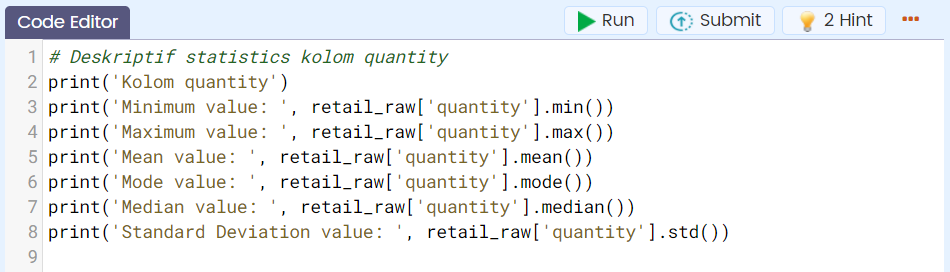 Code Editor Run Submit 2 Hint
1 # Deskriptif statistics kolom quantity
2 print('Kolom quantity')
3 print('Minimum value: ', retail_raw['quantity'].min())
4 print('Maximum value: ', retail_raw['quantity'].max())
5 print('Mean value: ', retail_raw['quantity'].mean())
6 print('Mode value: ', retail_raw['quantity'].mode())
7 print('Median value: ', retail_raw['quantity'].median())
8 print('Standard Deviation value: ', retail_raw['quantity'].std())
9